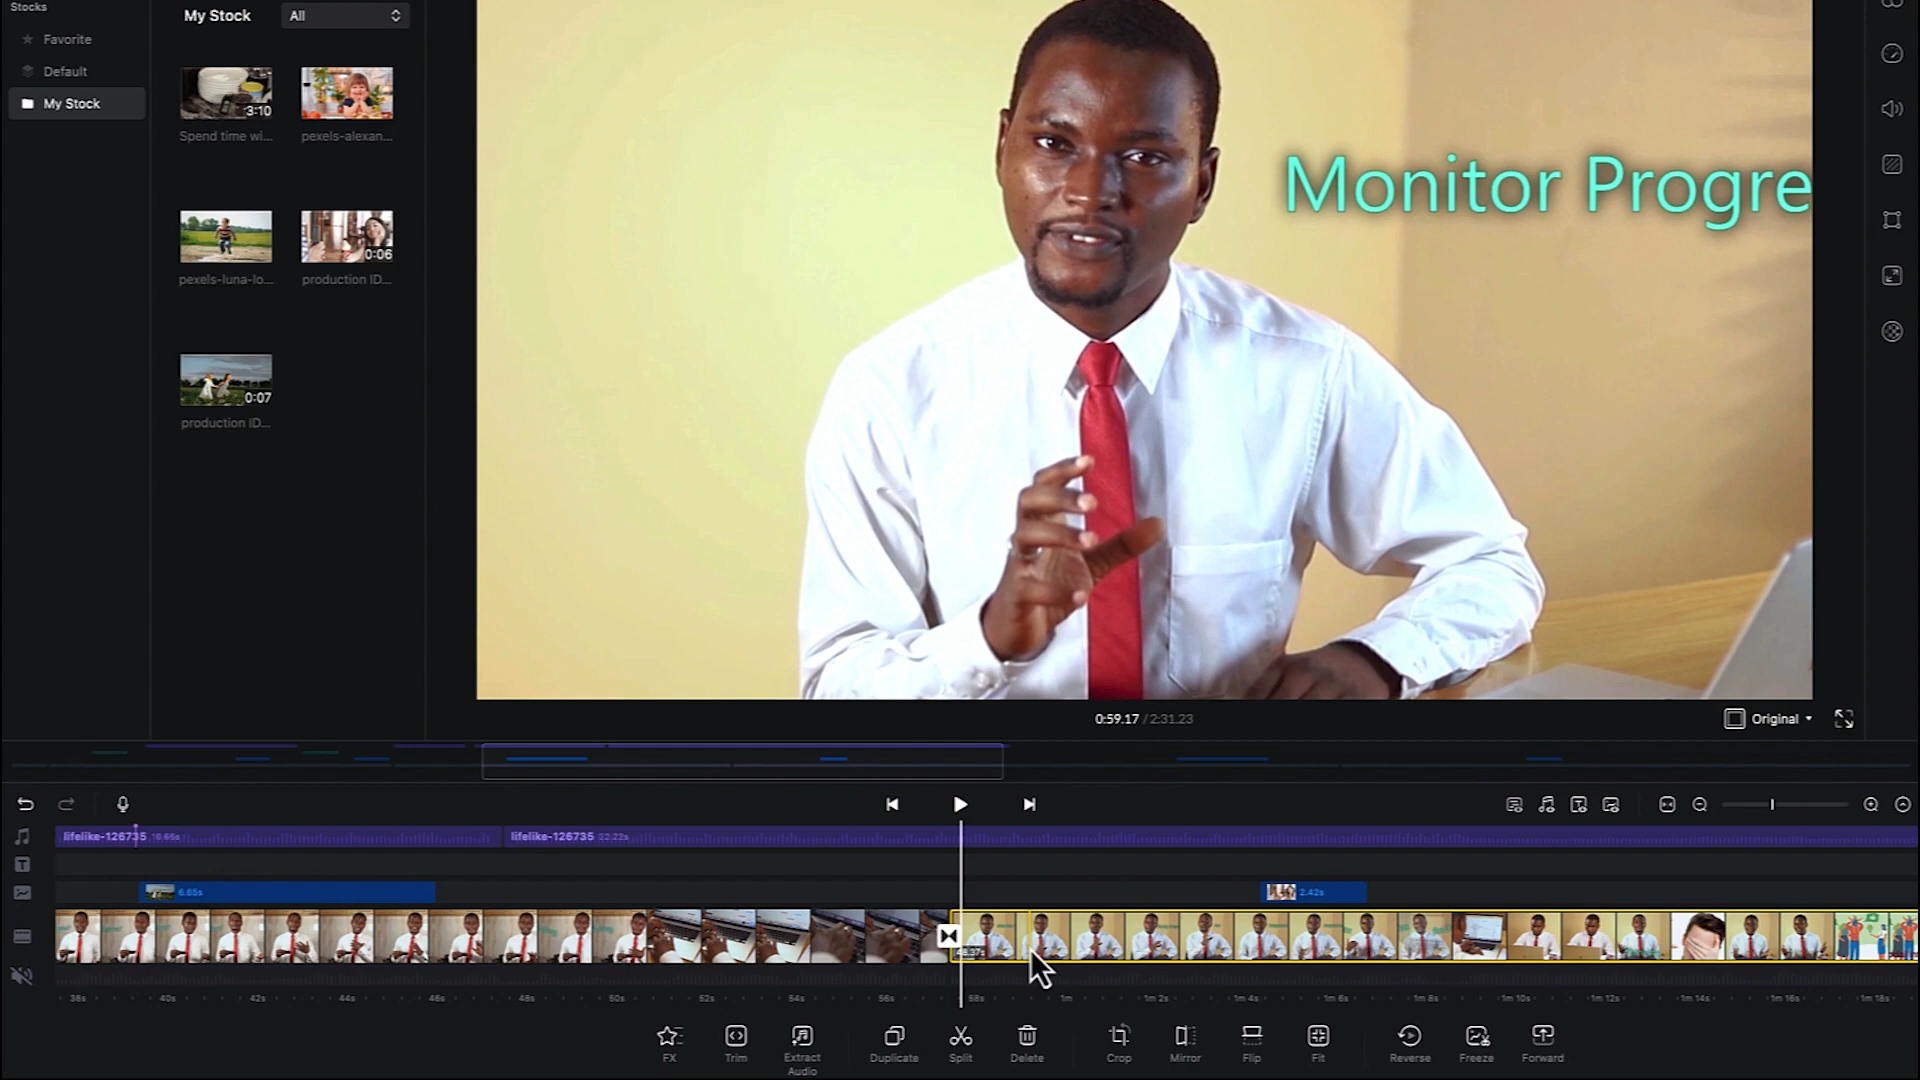 Stocks
My Stock
All
Favorite
Default
My Stock
3:10
Spend time wi...
pexels-alexan...
0:06
pexels-luna-lo...
production ID...
0:07
production ID...
Monitor Progre
0:59.17 / 2:31.23
Original
lifelike-126735 10.65s
lifelike-126735 22.22s
6.65s
2.42s
38s
40s
42s
44s
46s
48s
50s
52s
54s
56s
58s
1m
1m 2s
1m 4s
1m 6s
1m 8s
1m 10s
1m 12s
1m 14s
1m 16s
1m 18s
FX
Trim
Extract
Audio
Duplicate
Split
Delete
Crop
Mirror
Flip
Fit
Reverse
Freeze
Forward